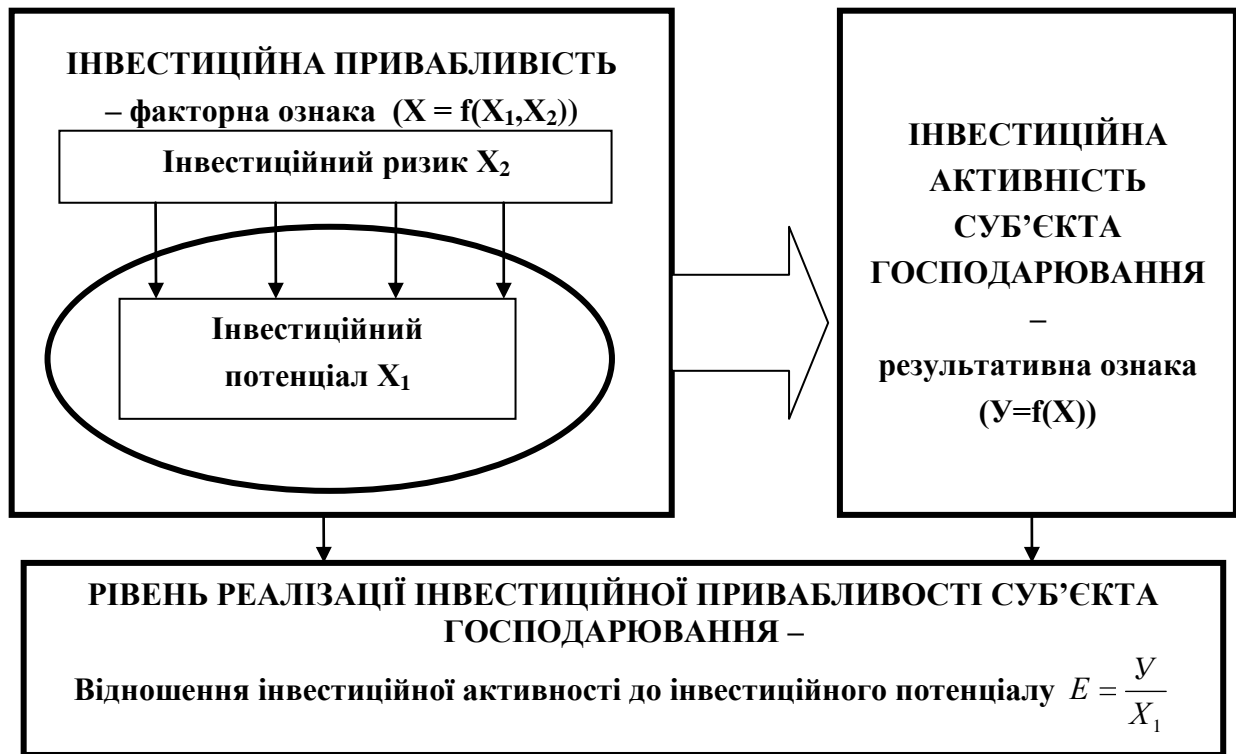 ІНВЕСТИЦІЙНА ПРИВАБЛИВІСТЬ
– факторна ознака (X = f(X₁,X₂))
Інвестиційний ризик X₂
Інвестиційний
потенціал X₁
ІНВЕСТИЦІЙНА
АКТИВНІСТЬ
СУБ’ЄКТА
ГОСПОДАРЮВАННЯ
–
результативна ознака
(У=f(X))
РІВЕНЬ РЕАЛІЗАЦІЇ ІНВЕСТИЦІЙНОЇ ПРИВАБЛИВОСТІ СУБ’ЄКТА
ГОСПОДАРЮВАННЯ –
Відношення інвестиційної активності до інвестиційного потенціалу E = У / X₁